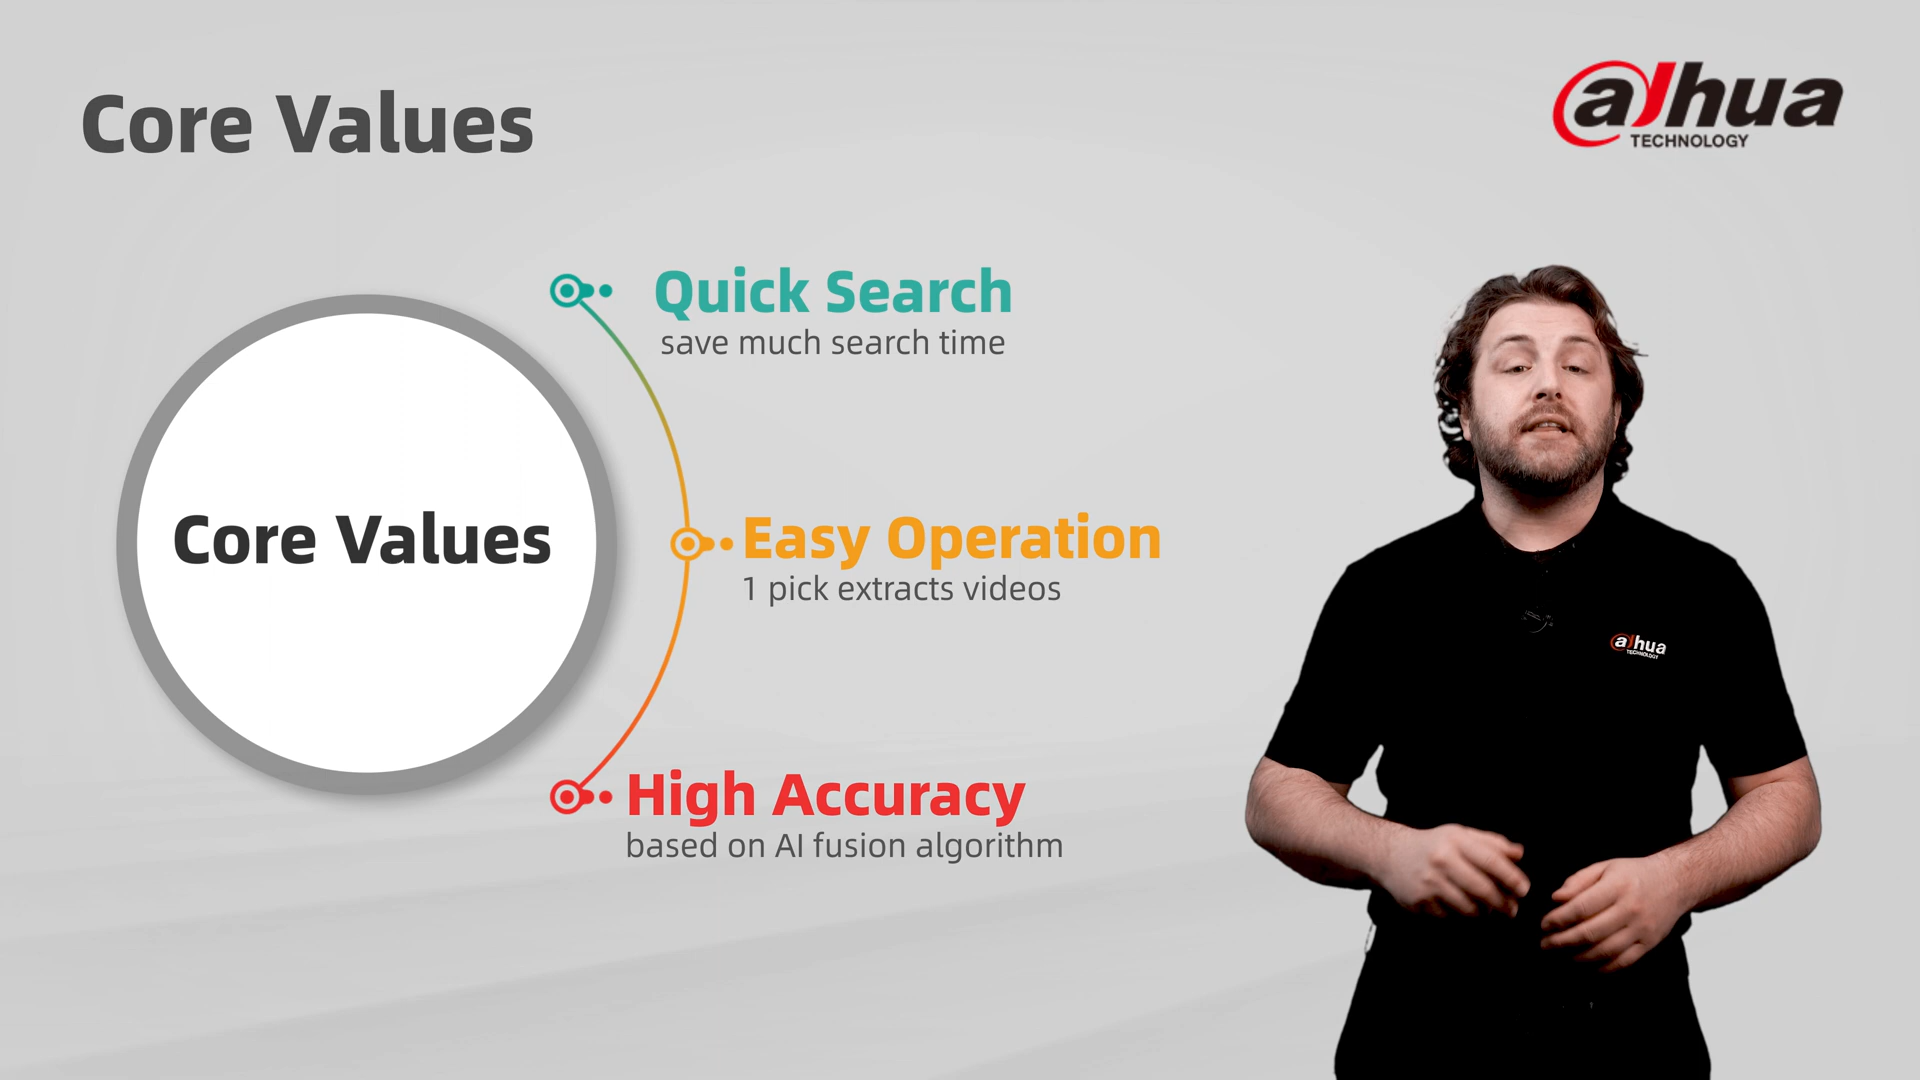 Core Values
alhua
TECHNOLOGY
Core Values
Quick Search
save much search time
Easy Operation
1 pick extracts videos
High Accuracy
based on AI fusion algorithm
alhua
TECHNOLOGY